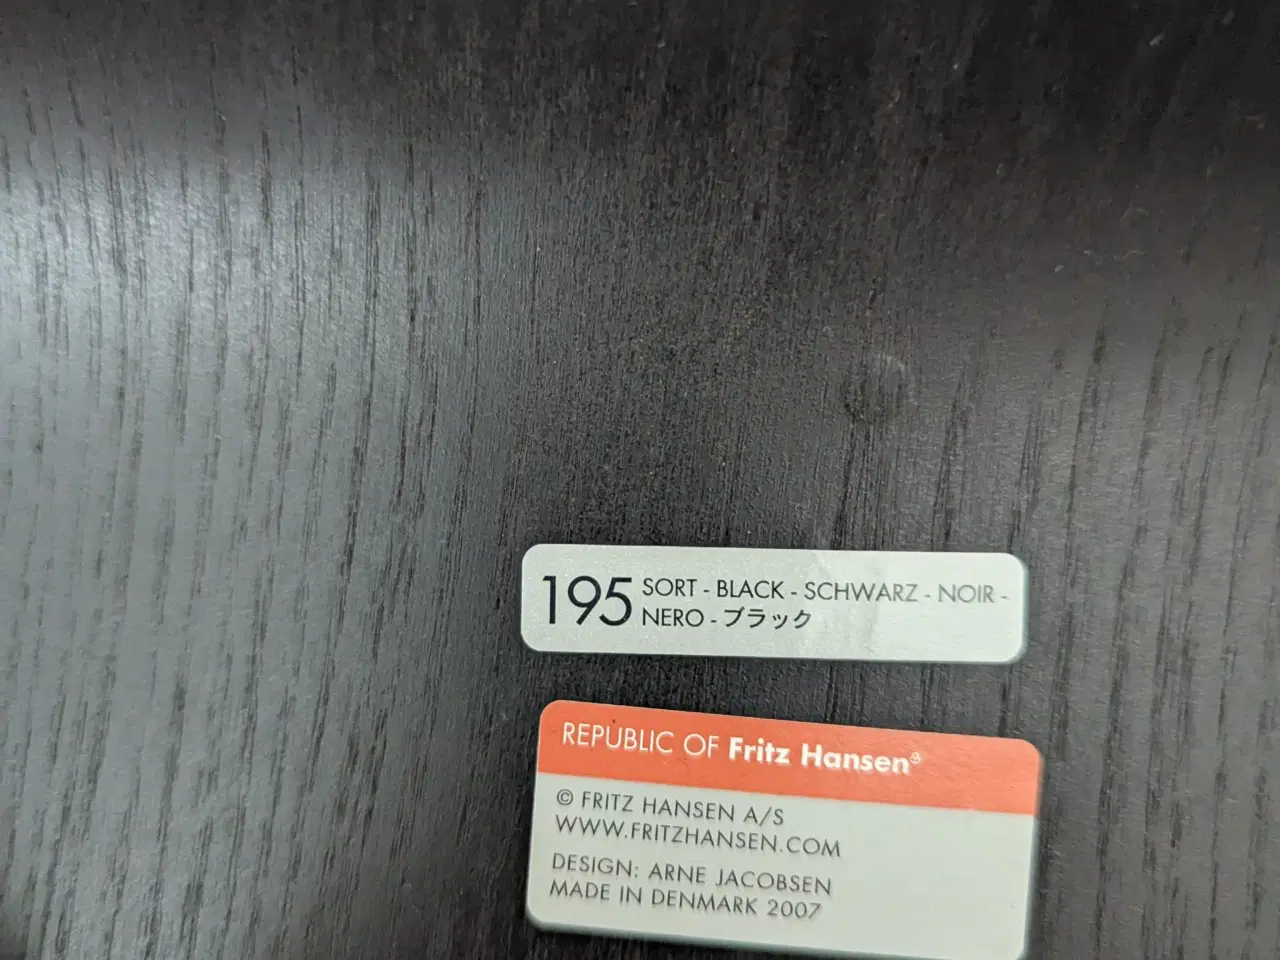 195 SORT - BLACK - SCHWARZ - NOIR -
NERO - ブラック
REPUBLIC OF Fritz Hansen®
© FRITZ HANSEN A/S
WWW.FRITZHANSEN.COM
DESIGN: ARNE JACOBSEN
MADE IN DENMARK 2007